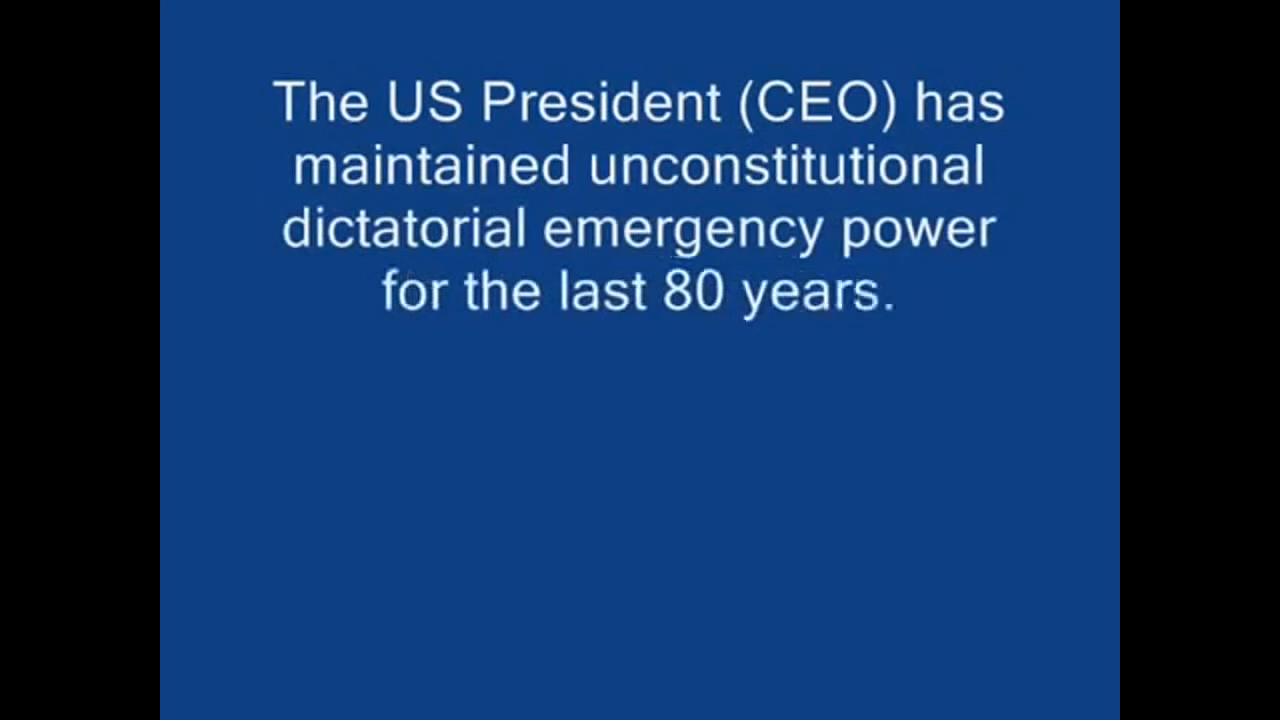 The US President (CEO) has
maintained unconstitutional
dictatorial emergency power
for the last 80 years.